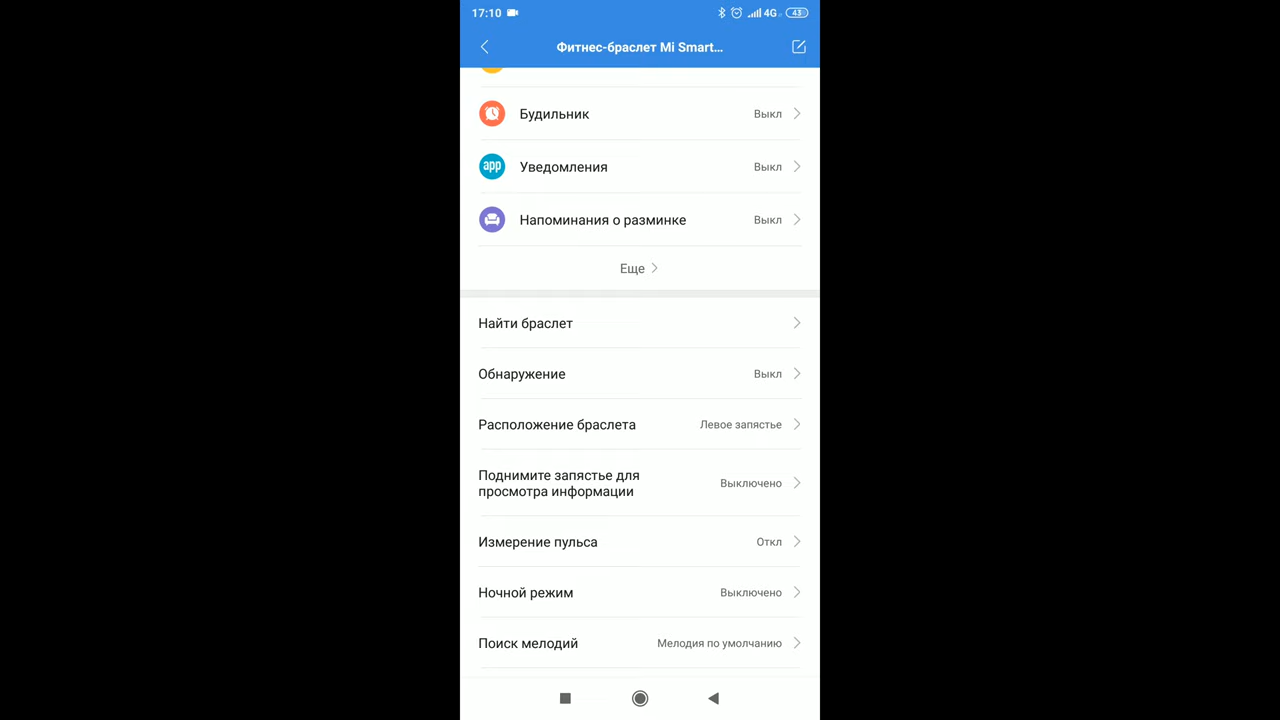 17:10
4G
43
Фитнес-браслет Mi Smart…
Будильник
Выкл
app
Уведомления
Выкл
Напоминания о разминке
Выкл
Еще
Найти браслет
Обнаружение
Выкл
Расположение браслета
Левое запястье
Поднимите запястье для
просмотра информации
Выключено
Измерение пульса
Откл
Ночной режим
Выключено
Поиск мелодий
Мелодия по умолчанию